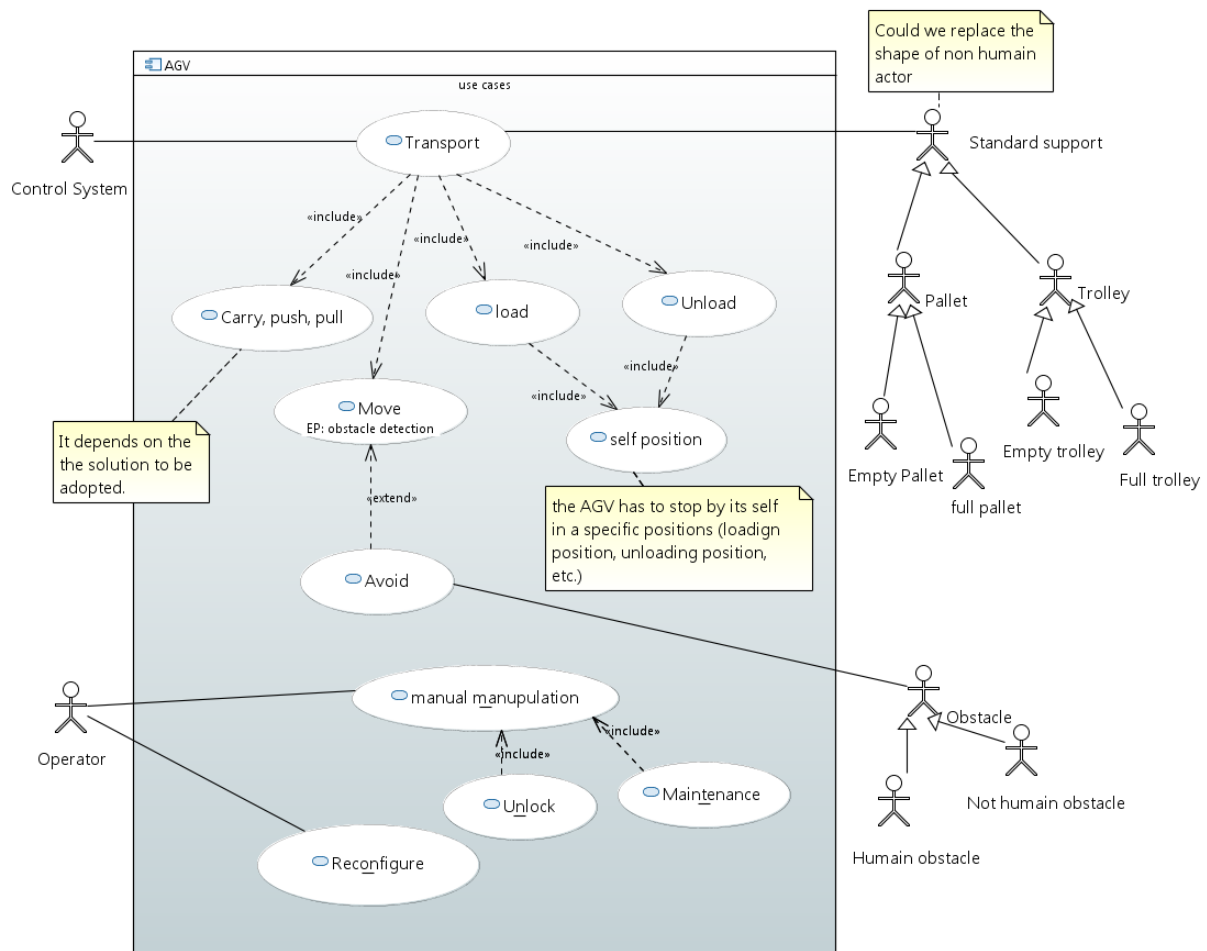 Could we replace the
shape of non humain
actor
AGV
use cases
Transport
Control System
Standard support
«include»
«include»
«include»
«include»
Carry, push, pull
load
Unload
Pallet
Trolley
«include»
«include»
Move
EP: obstacle detection
self position
It depends on the
the solution to be
adopted.
Empty Pallet
full pallet
Empty trolley
Full trolley
the AGV has to stop by its self
in a specific positions (loadign
position, unloading position,
etc.)
«extend»
Avoid
Operator
manual manupulation
«include»
«include»
Unlock
Maintenance
Reconfigure
Obstacle
Not humain obstacle
Humain obstacle